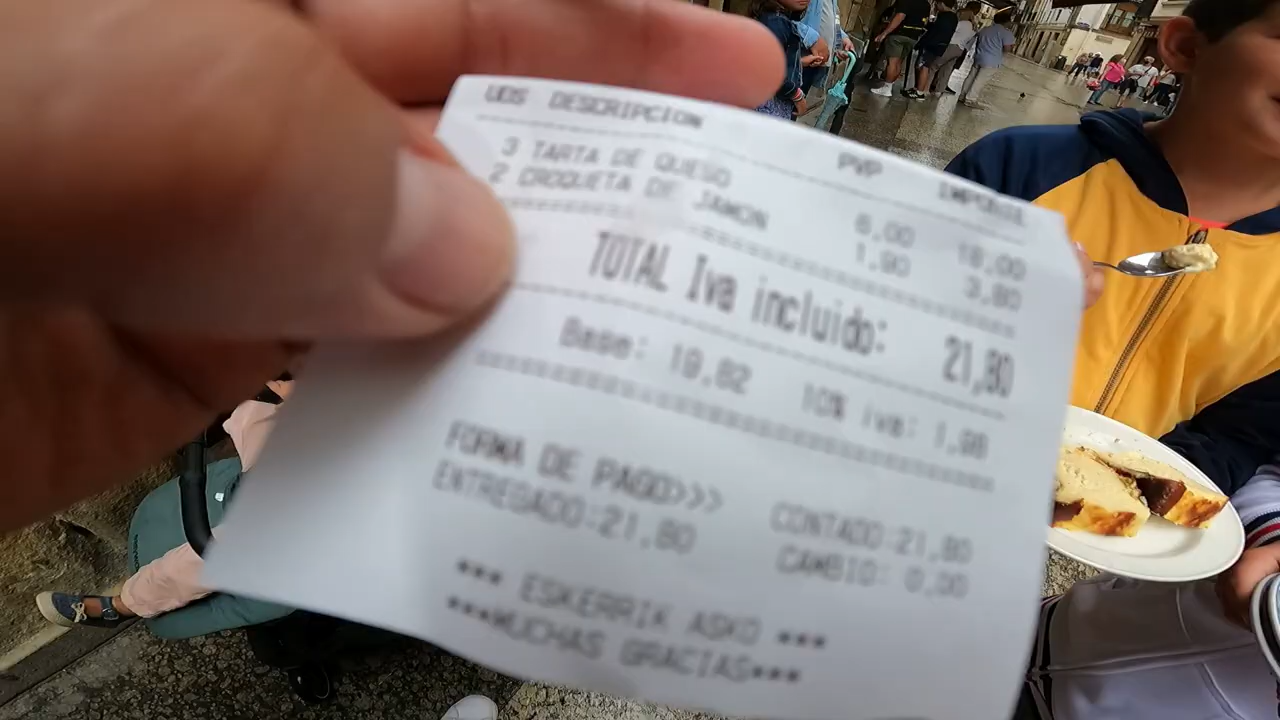 UDS DESCRIPCION PVP IMPORTE
3 TARTA DE QUESO 6,00 18,00
2 CROQUETA DE JAMON 1,90 3,80
TOTAL Iva incluido: 21,80
Base: 19,82 10% iva: 1,98
FORMA DE PAGO>>> CONTADO:21,80
ENTREGADO:21,80 CAMBIO: 0,00
*** ESKERRIK ASKO ***
***MUCHAS GRACIAS***